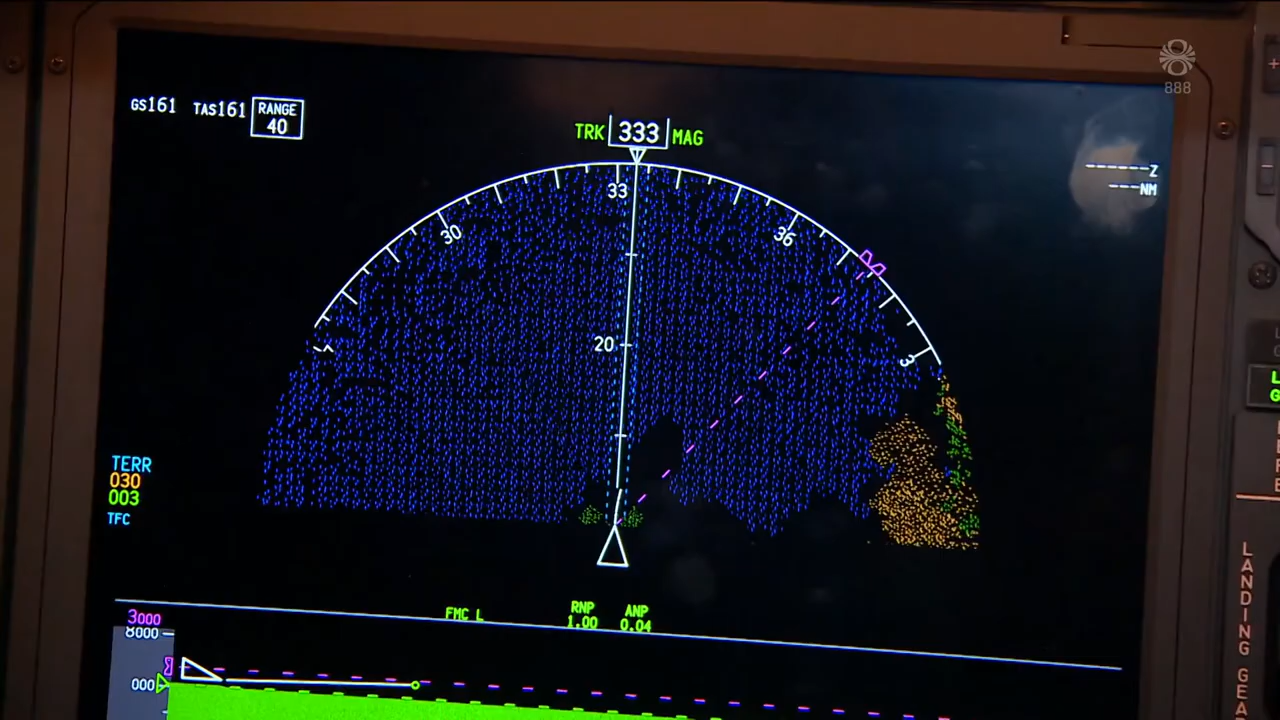 888
GS161 TAS161 RANGE
40
TRK 333 MAG
-----Z
---NM
33
30
36
20
3
TERR
030
003
TFC
FMC L
RNP
1.00
ANP
0.04
3000
8000
000
L
G
LANDING GEA